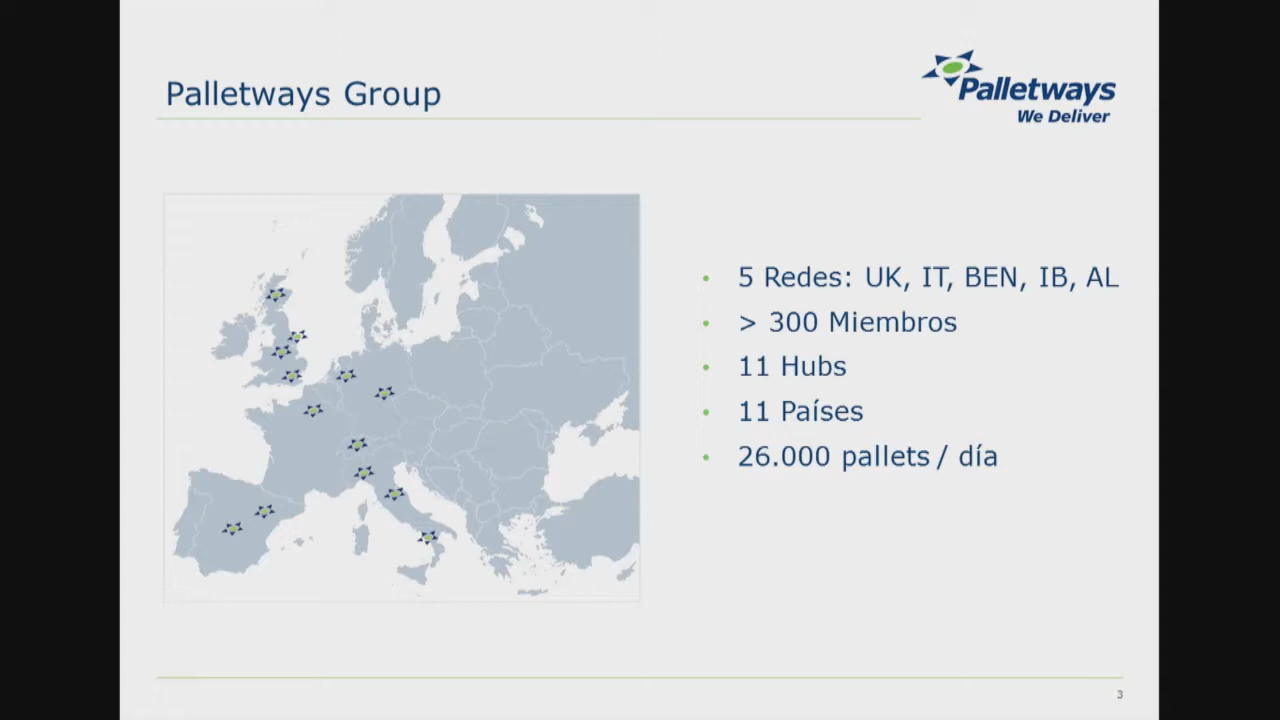 Palletways Group
Palletways
We Deliver
• 5 Redes: UK, IT, BEN, IB, AL
• > 300 Miembros
• 11 Hubs
• 11 Países
• 26.000 pallets / día
3